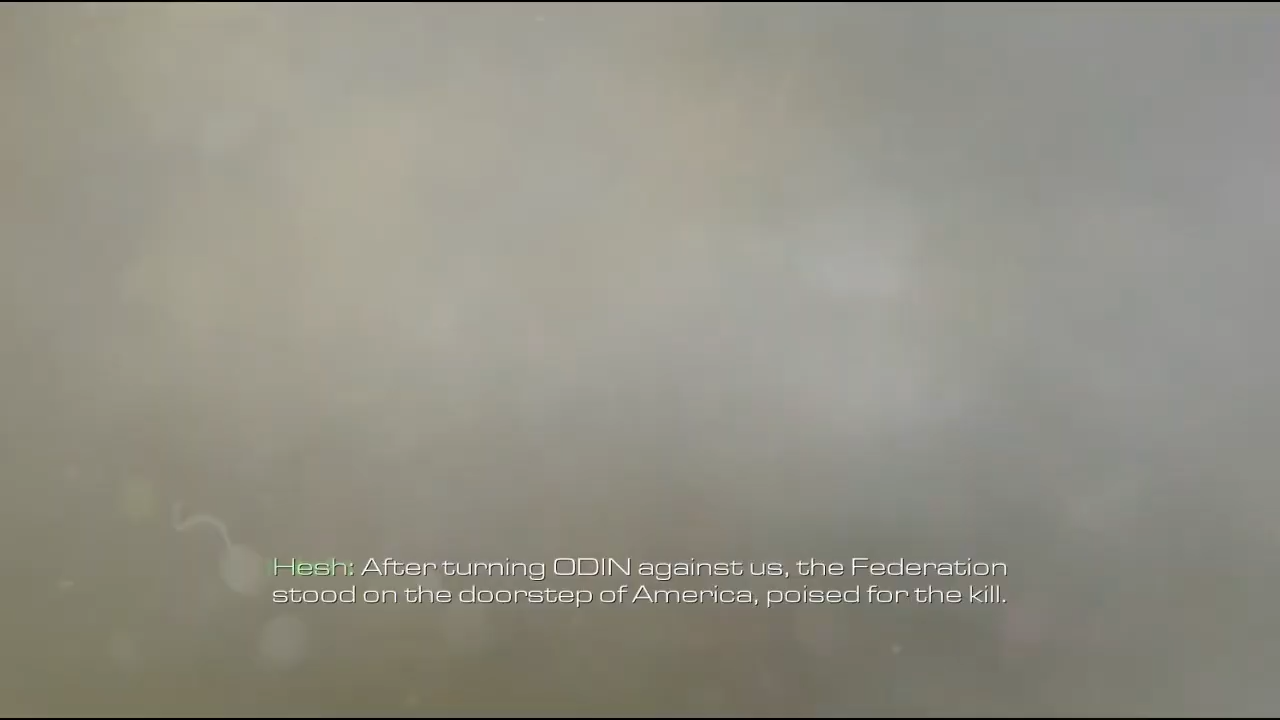 Hesh: After turning ODIN against us, the Federation
stood on the doorstep of America, poised for the kill.